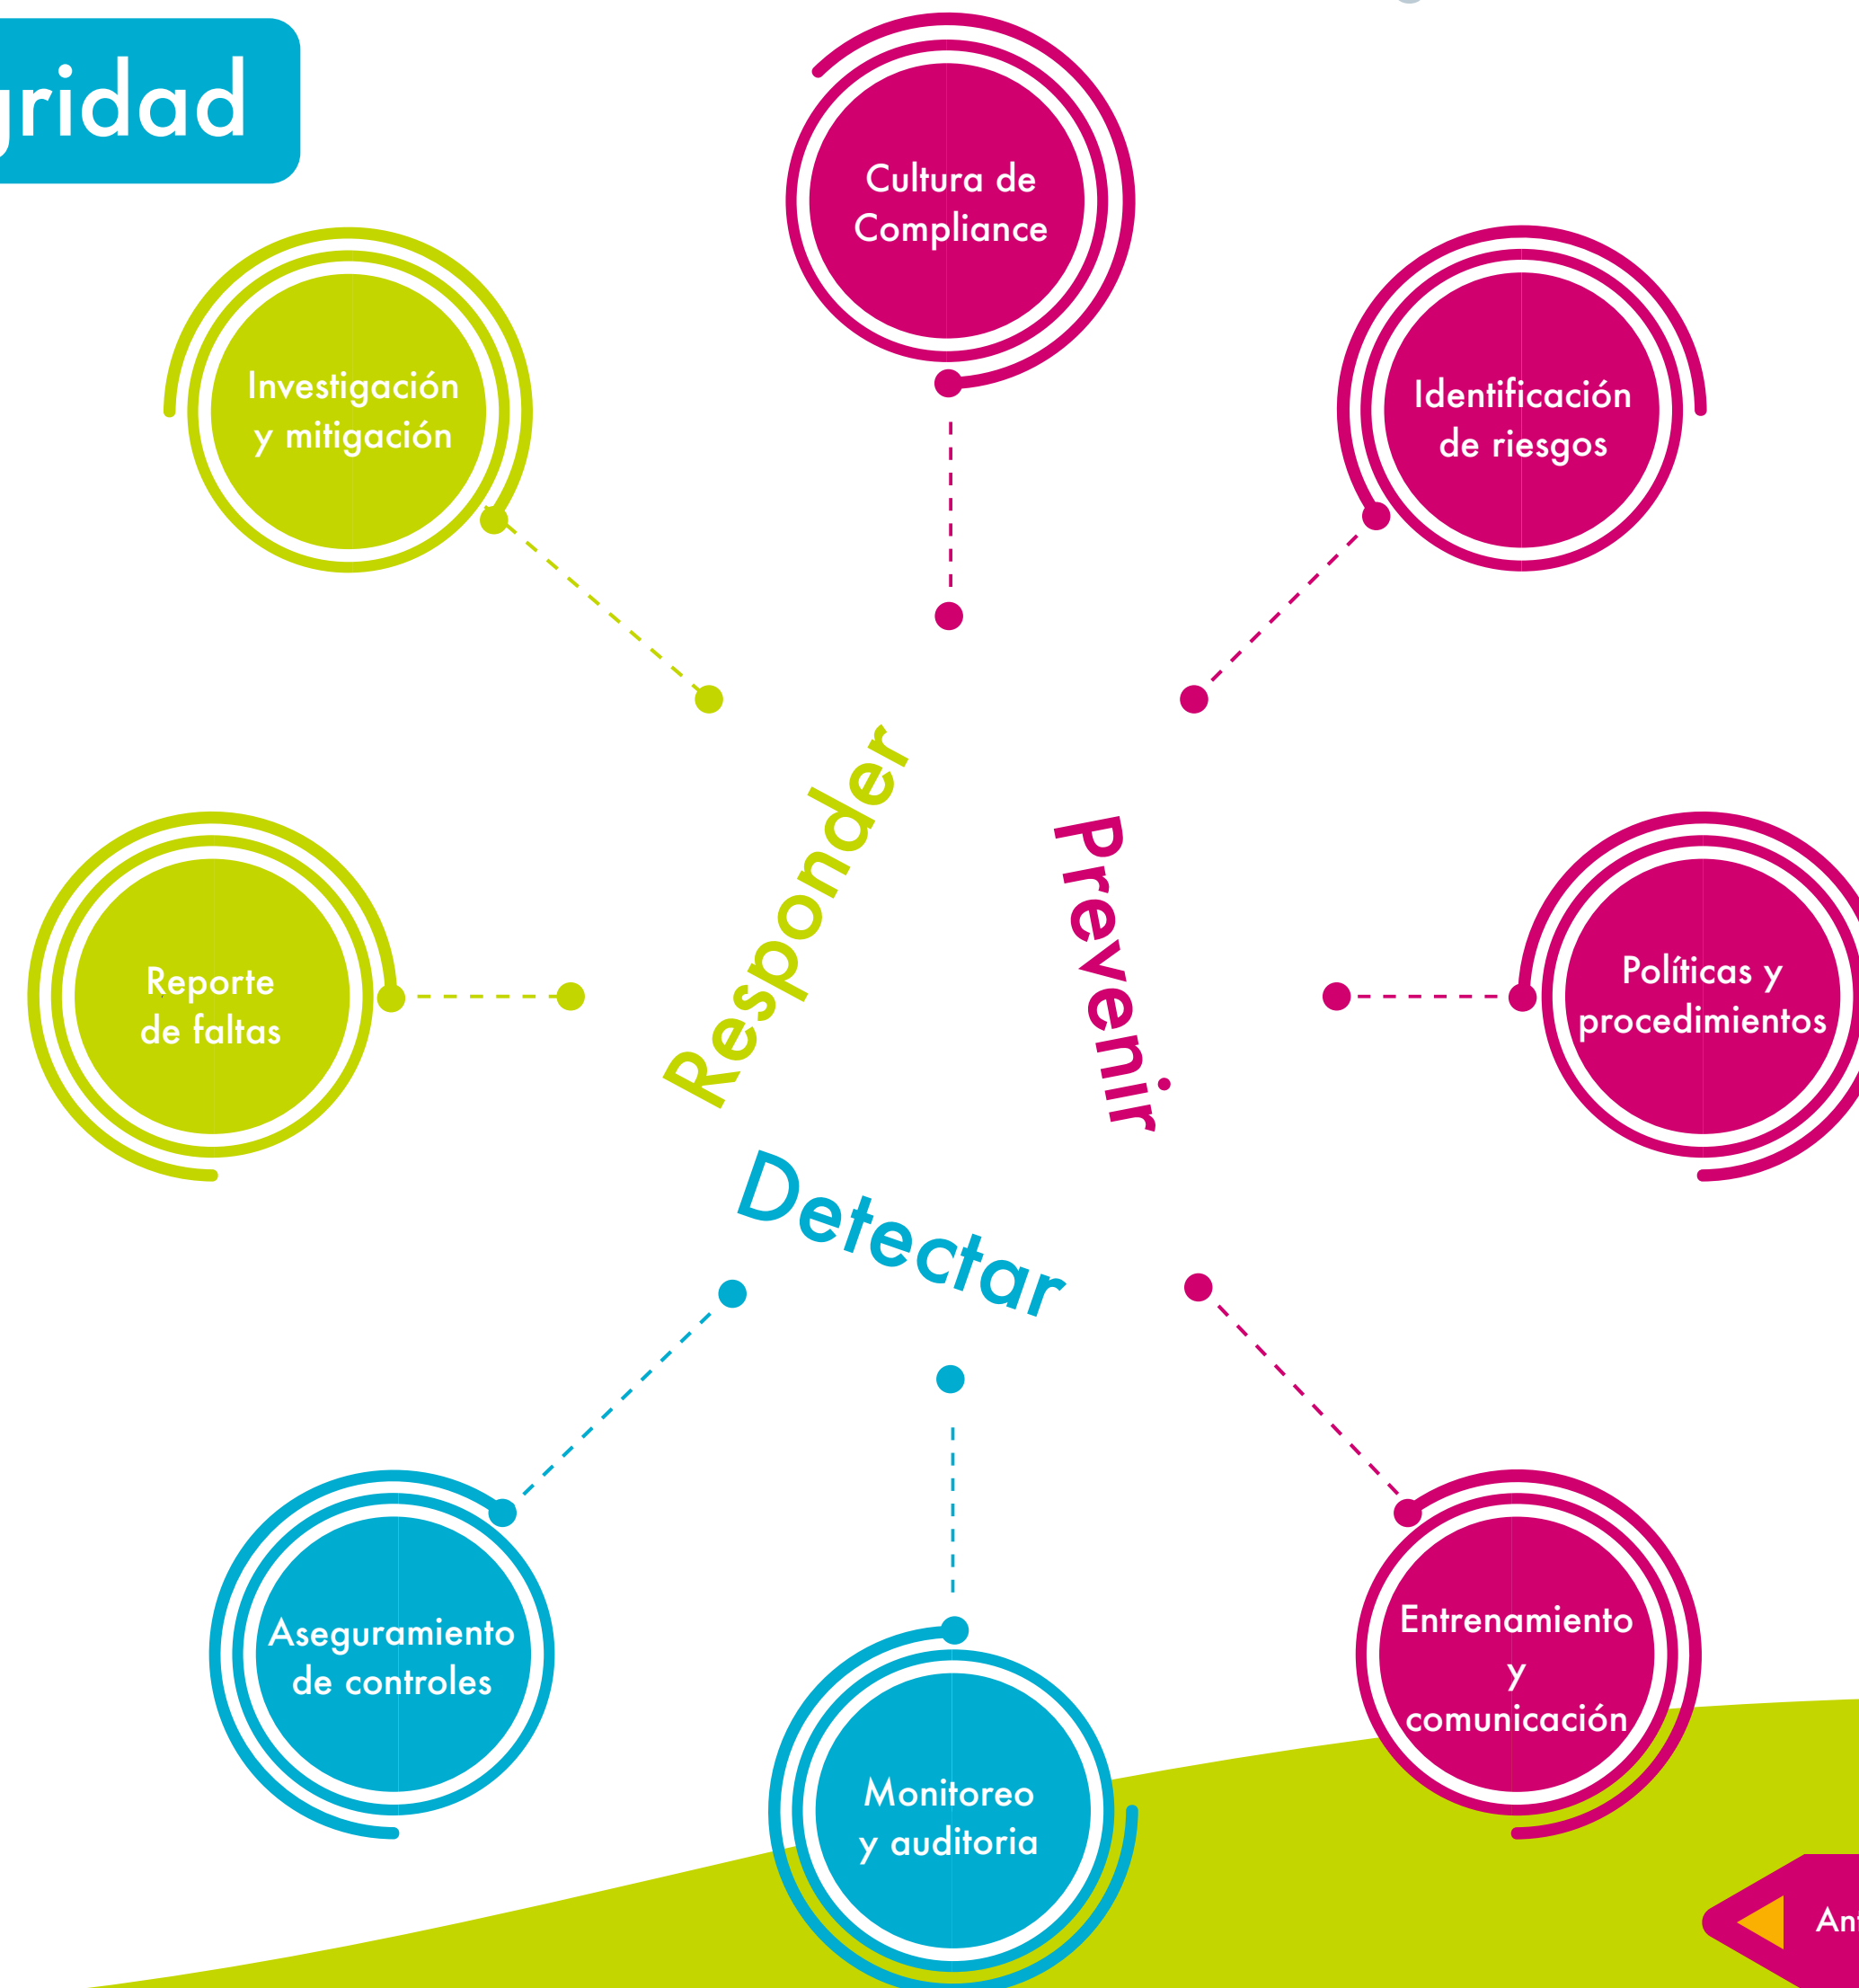 gridad
Cultura de
Compliance
Investigación
y mitigación
Identificación
de riesgos
Responder
Prevenir
Reporte
de faltas
Políticas y
procedimientos
Detectar
Aseguramiento
de controles
Entrenamiento
y
comunicación
Monitoreo
y auditoria